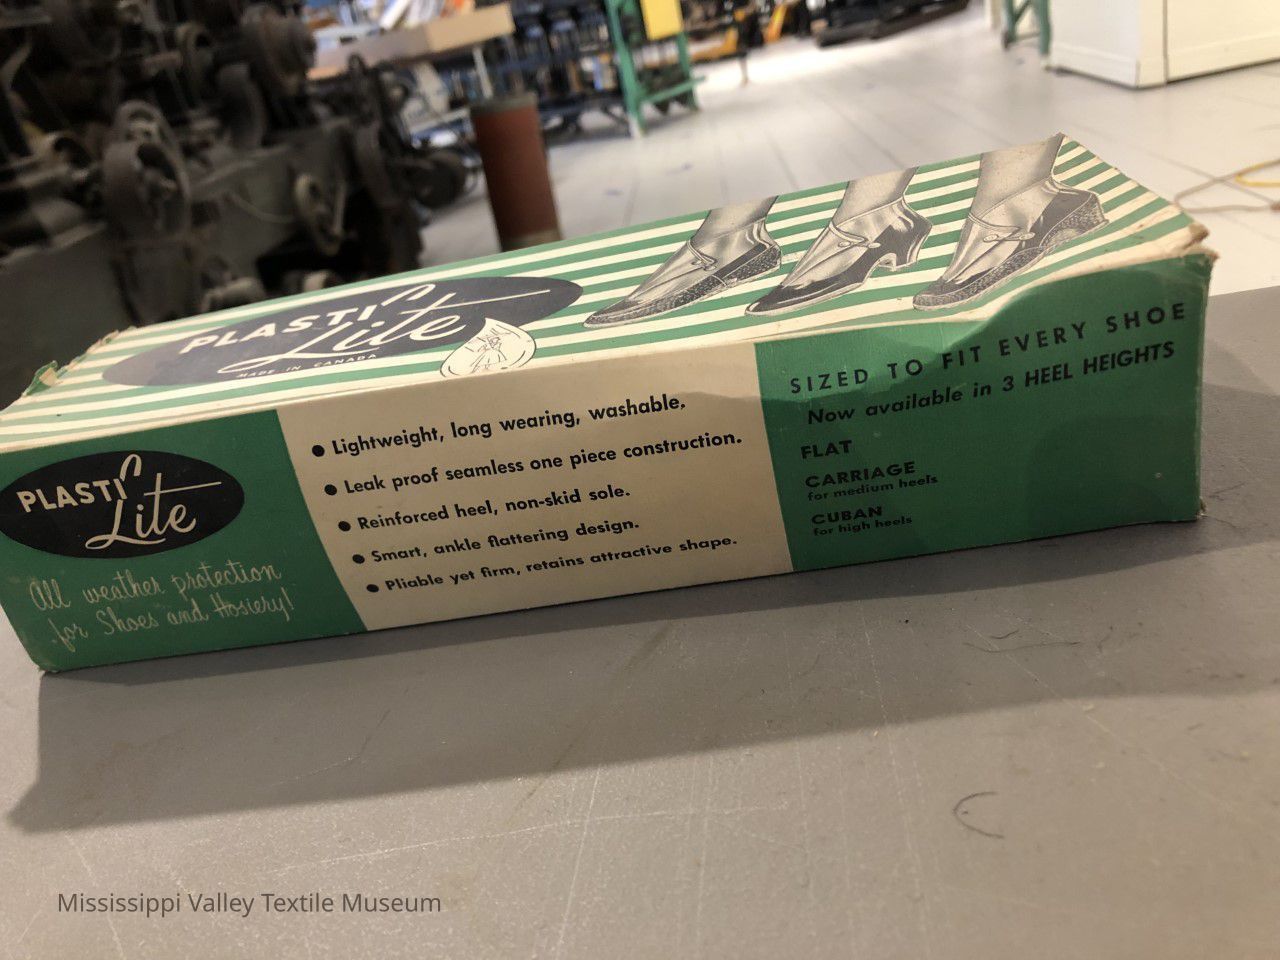 PLASTI
Lite
MADE IN CANADA
PLASTI
Lite
All weather protection
for Shoes and Hosiery!
● Lightweight, long wearing, washable.
● Leak proof seamless one piece construction.
● Reinforced heel, non-skid sole.
● Smart, ankle flattering design.
● Pliable yet firm, retains attractive shape.
SIZED TO FIT EVERY SHOE
Now available in 3 HEEL HEIGHTS
FLAT
CARRIAGE
for medium heels
CUBAN
for high heels
Mississippi Valley Textile Museum